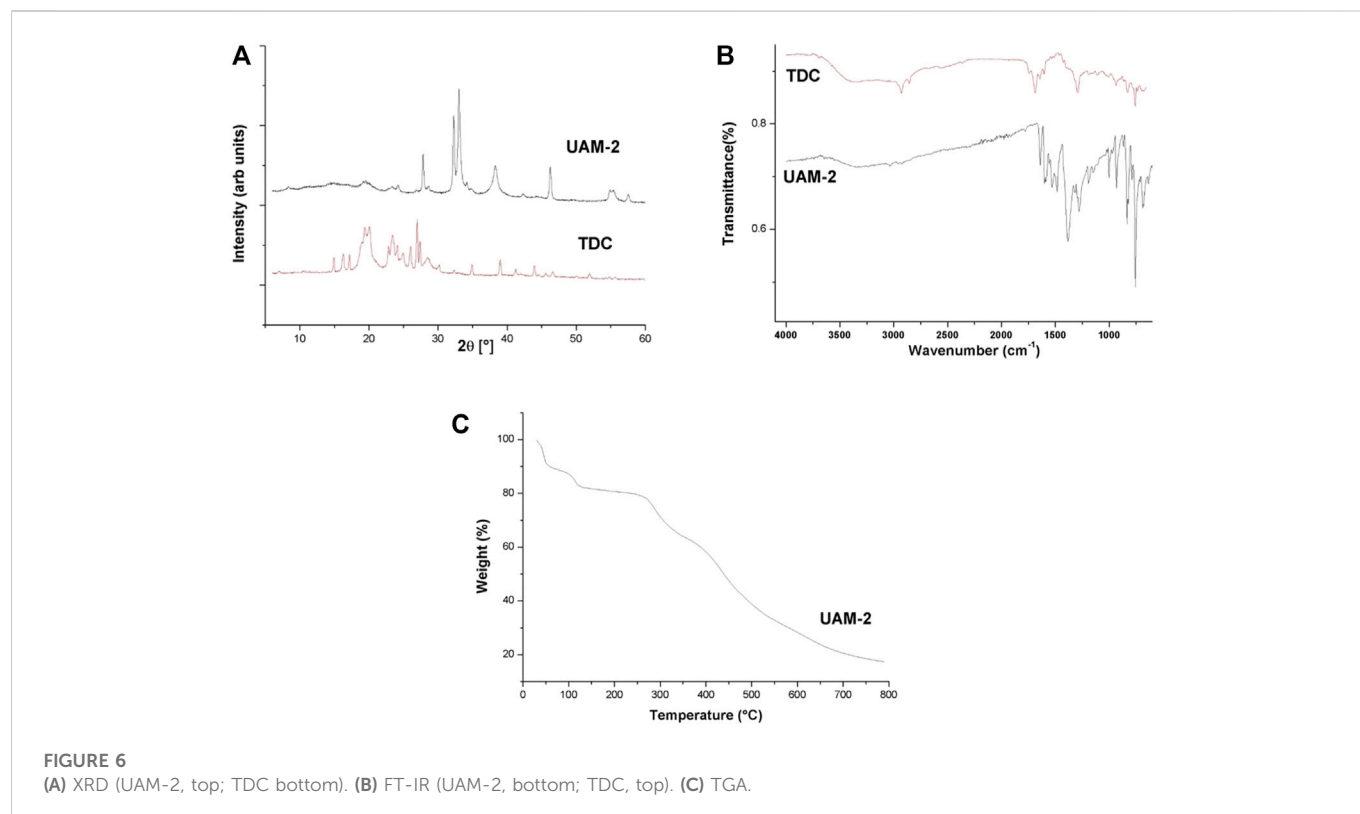 A
Intensity (arb units)
UAM-2
TDC
10 20 30 40 50 60
2θ [°]
B
Transmittance(%)
0.8
0.6
TDC
UAM-2
4000 3500 3000 2500 2000 1500 1000
Wavenumber (cm⁻¹)
C
Weight (%)
100
80
60
40
20
UAM-2
0 100 200 300 400 500 600 700 800
Temperature (°C)
FIGURE 6
(A) XRD (UAM-2, top; TDC bottom). (B) FT-IR (UAM-2, bottom; TDC, top). (C) TGA.